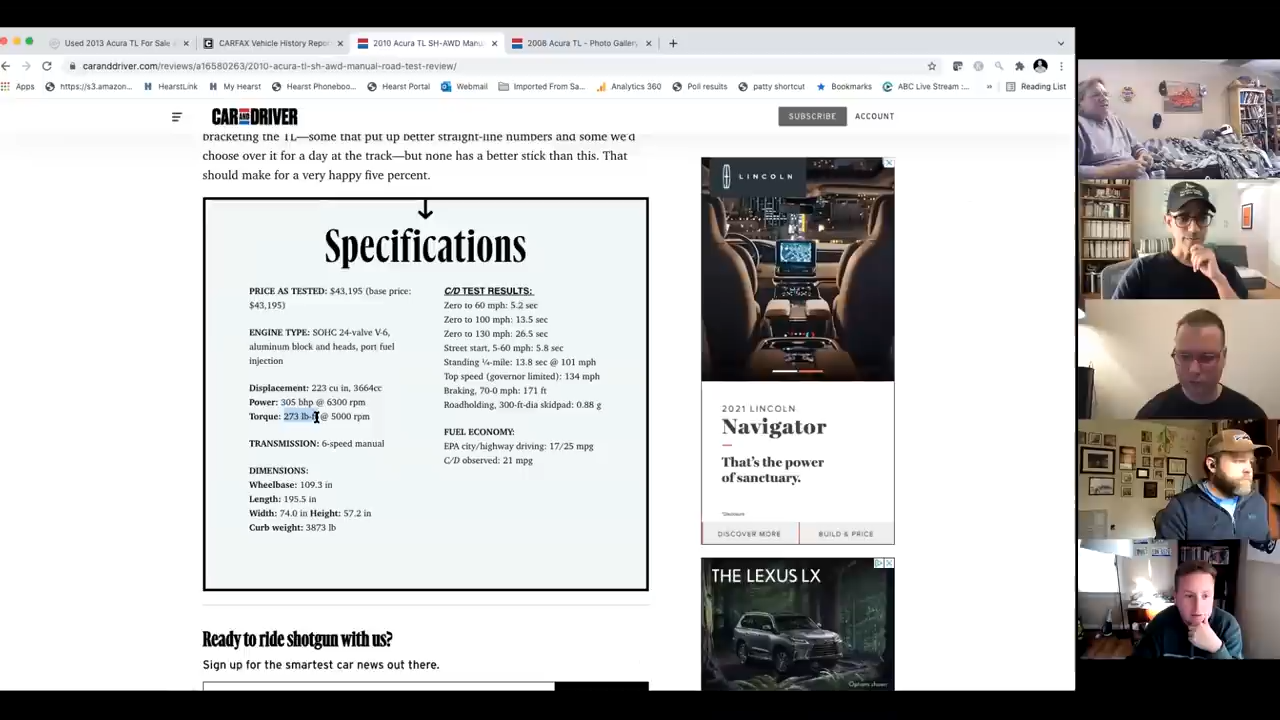 Used 2013 Acura TL For Sale
CARFAX Vehicle History Repor
2010 Acura TL SH-AWD Manu
2008 Acura TL - Photo Gallery
caranddriver.com/reviews/a16580263/2010-acura-tl-sh-awd-manual-road-test-review/
Apps
https://s3.amazon...
HearstLink
My Hearst
Hearst Phoneboo...
Hearst Portal
Webmail
Imported From Sa...
Analytics 360
Poll results
patty shortcut
Bookmarks
ABC Live Stream...
»
Reading List
CAR AND DRIVER
SUBSCRIBE
ACCOUNT
bracketing the TL—some that put up better straight-line numbers and some we'd
choose over it for a day at the track—but none has a better stick than this. That
should make for a very happy five percent.
Specifications
PRICE AS TESTED: $43,195 (base price:
$43,195)
ENGINE TYPE: SOHC 24-valve V-6,
aluminum block and heads, port fuel
injection
Displacement: 223 cu in, 3664cc
Power: 305 bhp @ 6300 rpm
Torque: 273 lb-ft @ 5000 rpm
TRANSMISSION: 6-speed manual
DIMENSIONS:
Wheelbase: 109.3 in
Length: 195.5 in
Width: 74.0 in Height: 57.2 in
Curb weight: 3873 lb
C/D TEST RESULTS:
Zero to 60 mph: 5.2 sec
Zero to 100 mph: 13.5 sec
Zero to 130 mph: 26.5 sec
Street start, 5-60 mph: 5.8 sec
Standing ¼-mile: 13.8 sec @ 101 mph
Top speed (governor limited): 134 mph
Braking, 70-0 mph: 171 ft
Roadholding, 300-ft-dia skidpad: 0.88 g
FUEL ECONOMY:
EPA city/highway driving: 17/25 mpg
C/D observed: 21 mpg
Ready to ride shotgun with us?
Sign up for the smartest car news out there.
LINCOLN
2021 LINCOLN
Navigator
That's the power
of sanctuary.
*Disclosure
DISCOVER MORE
BUILD & PRICE
THE LEXUS LX
Options shown